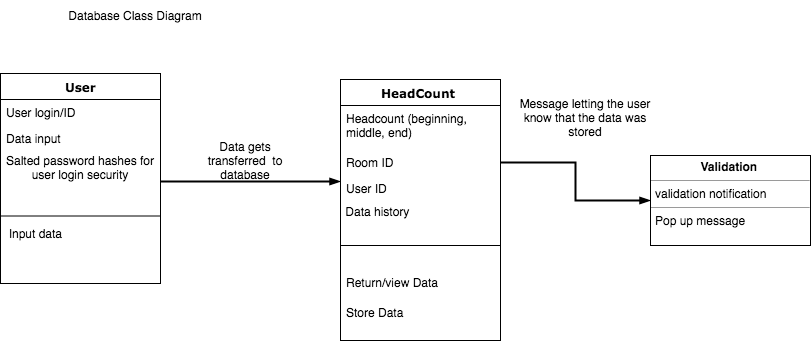 Database Class Diagram
User
User login/ID
Data input
Salted password hashes for
user login security
Input data
Data gets
transferred to
database
HeadCount
Headcount (beginning,
middle, end)
Room ID
User ID
Data history
Return/view Data
Store Data
Message letting the user
know that the data was
stored
Validation
validation notification
Pop up message